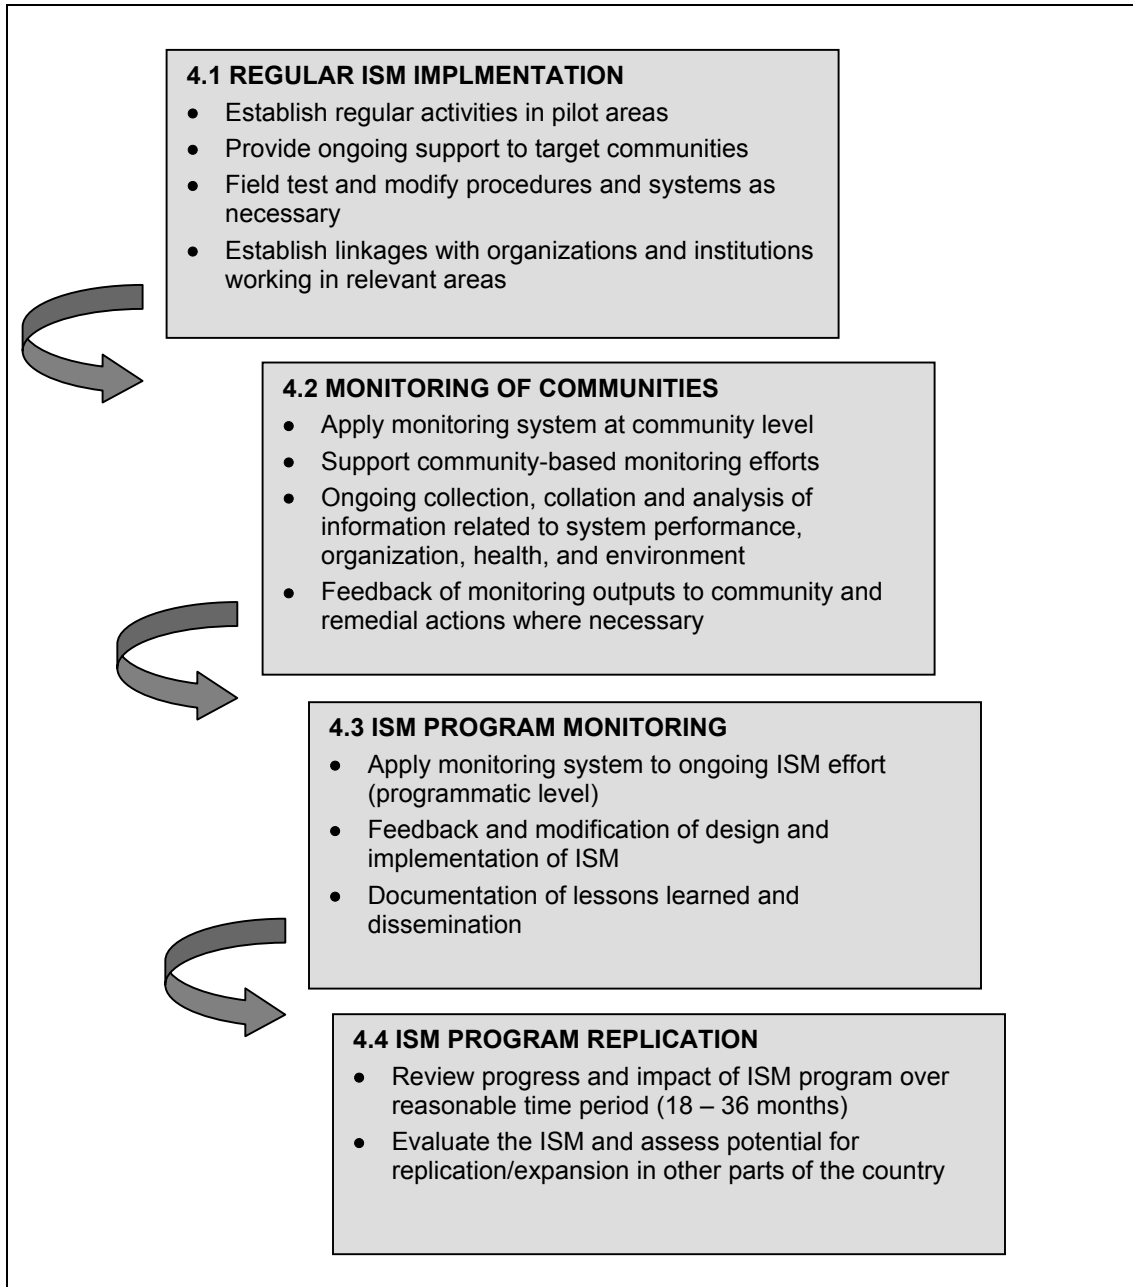 4.1 REGULAR ISM IMPLMENTATION
• Establish regular activities in pilot areas
• Provide ongoing support to target communities
• Field test and modify procedures and systems as
necessary
• Establish linkages with organizations and institutions
working in relevant areas
4.2 MONITORING OF COMMUNITIES
• Apply monitoring system at community level
• Support community-based monitoring efforts
• Ongoing collection, collation and analysis of
information related to system performance,
organization, health, and environment
• Feedback of monitoring outputs to community and
remedial actions where necessary
4.3 ISM PROGRAM MONITORING
• Apply monitoring system to ongoing ISM effort
(programmatic level)
• Feedback and modification of design and
implementation of ISM
• Documentation of lessons learned and
dissemination
4.4 ISM PROGRAM REPLICATION
• Review progress and impact of ISM program over
reasonable time period (18 – 36 months)
• Evaluate the ISM and assess potential for
replication/expansion in other parts of the country